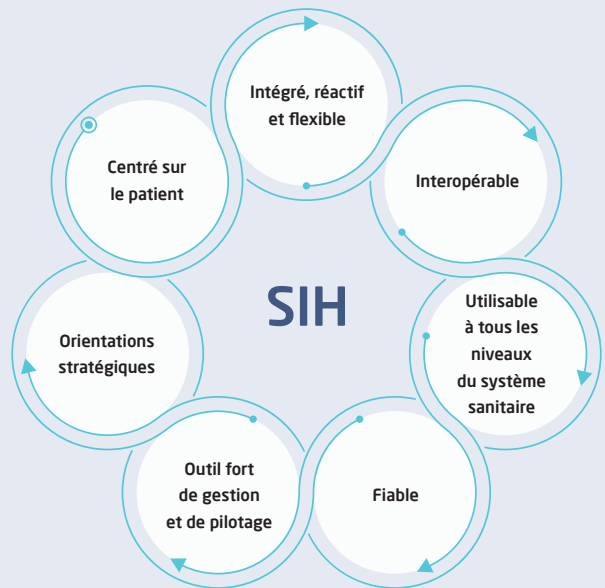 Intégré, réactif
et flexible
Interopérable
Utilisable
à tous les
niveaux
du système
sanitaire
Fiable
Outil fort
de gestion
et de pilotage
Orientations
stratégiques
Centré sur
le patient
SIH